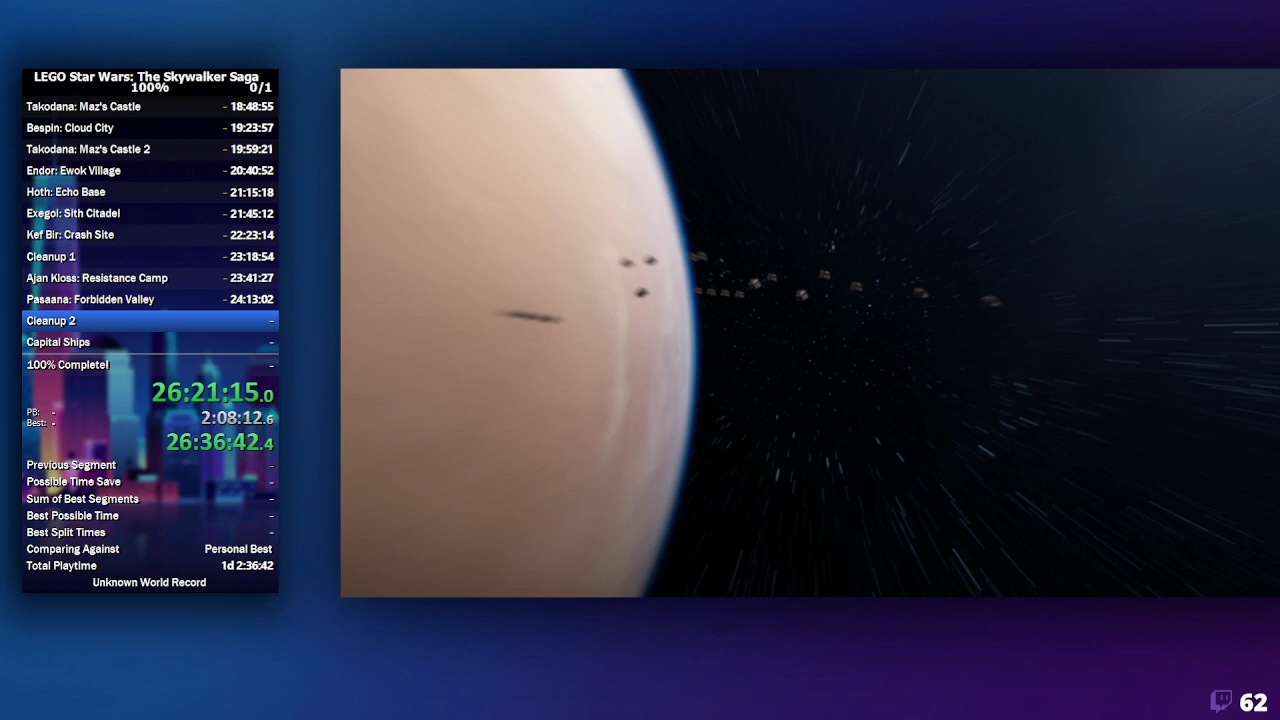 LEGO Star Wars: The Skywalker Saga
100% 0/1
Takodana: Maz's Castle - 18:48:55
Bespin: Cloud City - 19:23:57
Takodana: Maz's Castle 2 - 19:59:21
Endor: Ewok Village - 20:40:52
Hoth: Echo Base - 21:15:18
Exegol: Sith Citadel - 21:45:12
Kef Bir: Crash Site - 22:23:14
Cleanup 1 - 23:18:54
Ajan Kloss: Resistance Camp - 23:41:27
Pasaana: Forbidden Valley - 24:13:02
Cleanup 2 -
Capital Ships -
100% Complete! -
26:21:15.0
PB: - 2:08:12.6
Best: -
26:36:42.4
Previous Segment -
Possible Time Save -
Sum of Best Segments -
Best Possible Time -
Best Split Times -
Comparing Against Personal Best
Total Playtime 1d 2:36:42
Unknown World Record
62